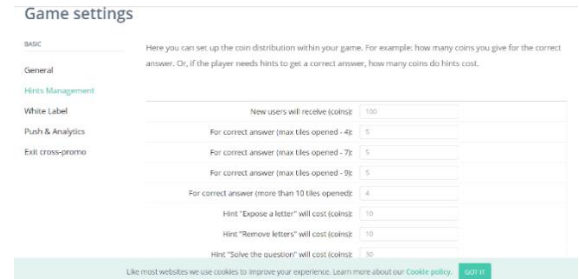 Game settings
BASIC
General
Hints Management
White Label
Push & Analytics
Exit cross-promo
Here you can set up the coin distribution within your game. For example: how many coins you give for the correct
answer. Or, if the player needs hints to get a correct answer, how many coins do hints cost.
New users will receive (coins): 100
For correct answer (max tiles opened - 4): 5
For correct answer (max tiles opened - 7): 5
For correct answer (max tiles opened - 9): 5
For correct answer (more than 10 tiles opened): 4
Hint "Expose a letter" will cost (coins): 10
Hint "Remove letters" will cost (coins): 10
Hint "Solve the question" will cost (coins): 30
Like most websites we use cookies to improve your experience. Learn more about our Cookie policy. GOT IT